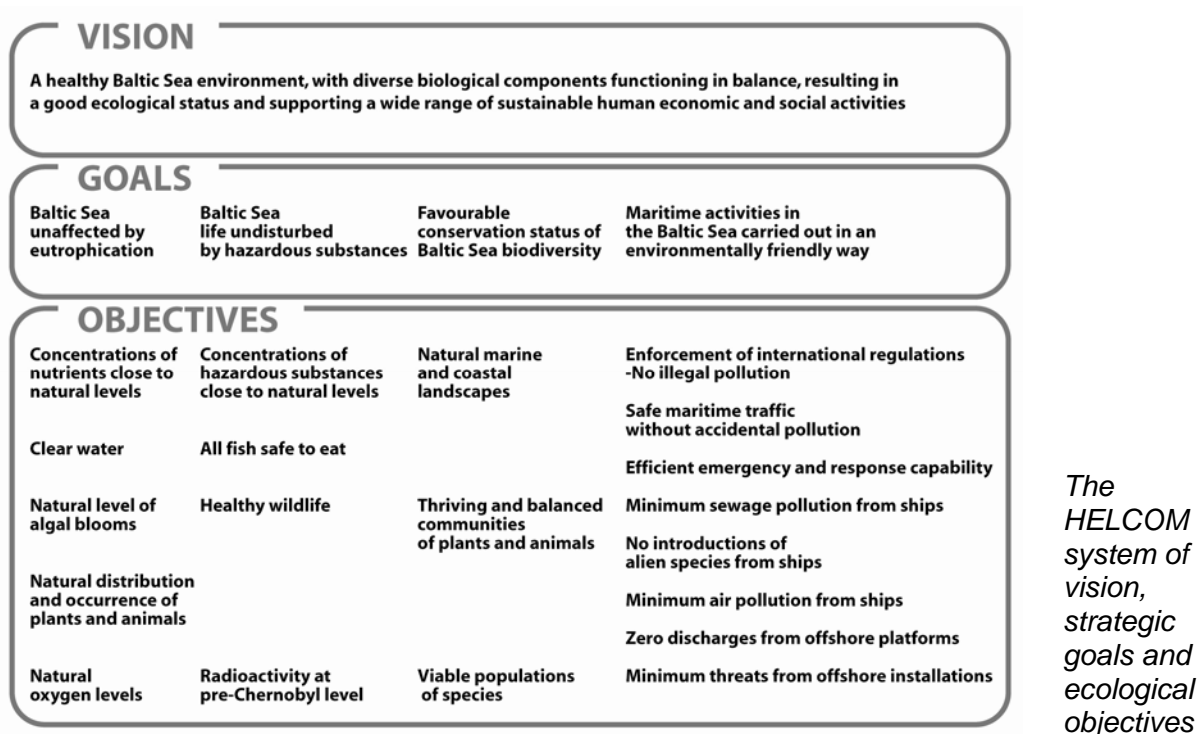 VISION
A healthy Baltic Sea environment, with diverse biological components functioning in balance, resulting in
a good ecological status and supporting a wide range of sustainable human economic and social activities
GOALS
Baltic Sea
unaffected by
eutrophication
Baltic Sea
life undisturbed
by hazardous substances
Favourable
conservation status of
Baltic Sea biodiversity
Maritime activities in
the Baltic Sea carried out in an
environmentally friendly way
OBJECTIVES
Concentrations of
nutrients close to
natural levels
Clear water
Natural level of
algal blooms
Natural distribution
and occurrence of
plants and animals
Natural
oxygen levels
Concentrations of
hazardous substances
close to natural levels
All fish safe to eat
Healthy wildlife
Radioactivity at
pre-Chernobyl level
Natural marine
and coastal
landscapes
Thriving and balanced
communities
of plants and animals
Viable populations
of species
Enforcement of international regulations
-No illegal pollution
Safe maritime traffic
without accidental pollution
Efficient emergency and response capability
Minimum sewage pollution from ships
No introductions of
alien species from ships
Minimum air pollution from ships
Zero discharges from offshore platforms
Minimum threats from offshore installations
The
HELCOM
system of
vision,
strategic
goals and
ecological
objectives